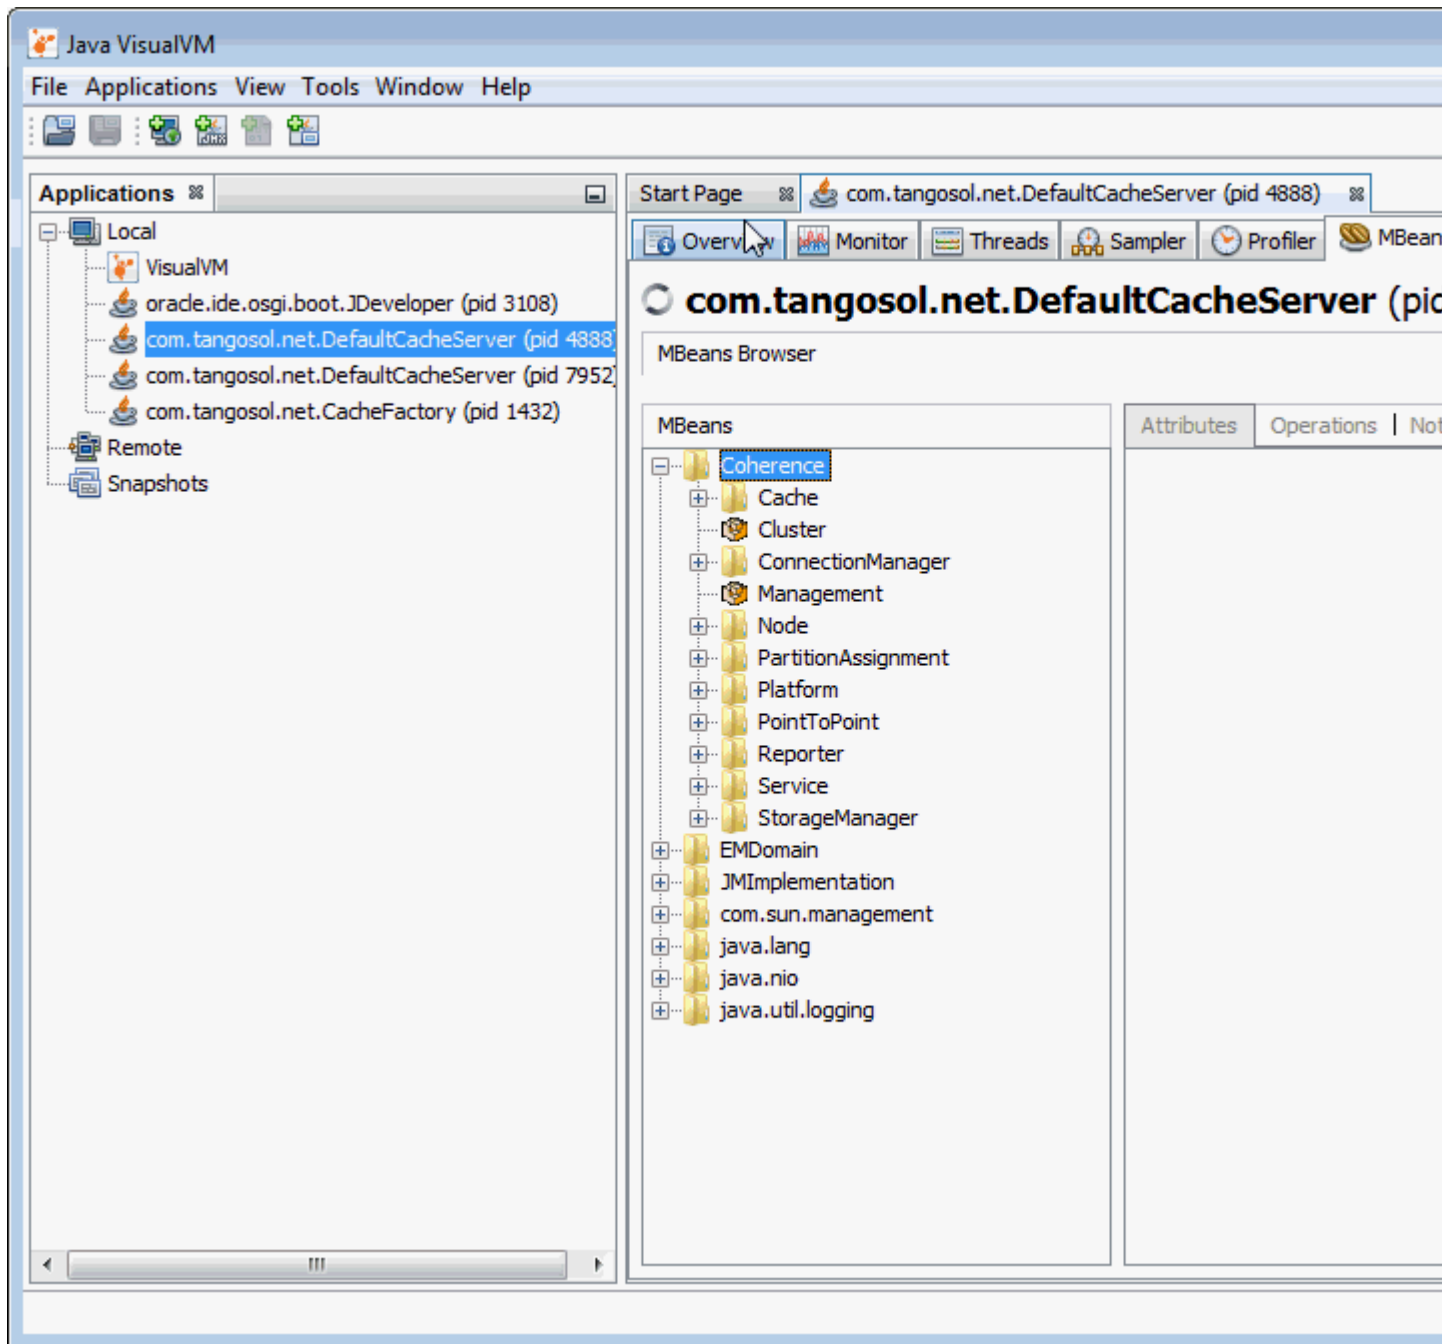 Java VisualVM
File Applications View Tools Window Help
Applications
Local
VisualVM
oracle.ide.osgi.boot.JDeveloper (pid 3108)
com.tangosol.net.DefaultCacheServer (pid 4888)
com.tangosol.net.DefaultCacheServer (pid 7952)
com.tangosol.net.CacheFactory (pid 1432)
Remote
Snapshots
Start Page com.tangosol.net.DefaultCacheServer (pid 4888)
Overview Monitor Threads Sampler Profiler MBean
com.tangosol.net.DefaultCacheServer (pid
MBeans Browser
MBeans
Attributes Operations Not
Coherence
Cache
Cluster
ConnectionManager
Management
Node
PartitionAssignment
Platform
PointToPoint
Reporter
Service
StorageManager
EMDomain
JMImplementation
com.sun.management
java.lang
java.nio
java.util.logging